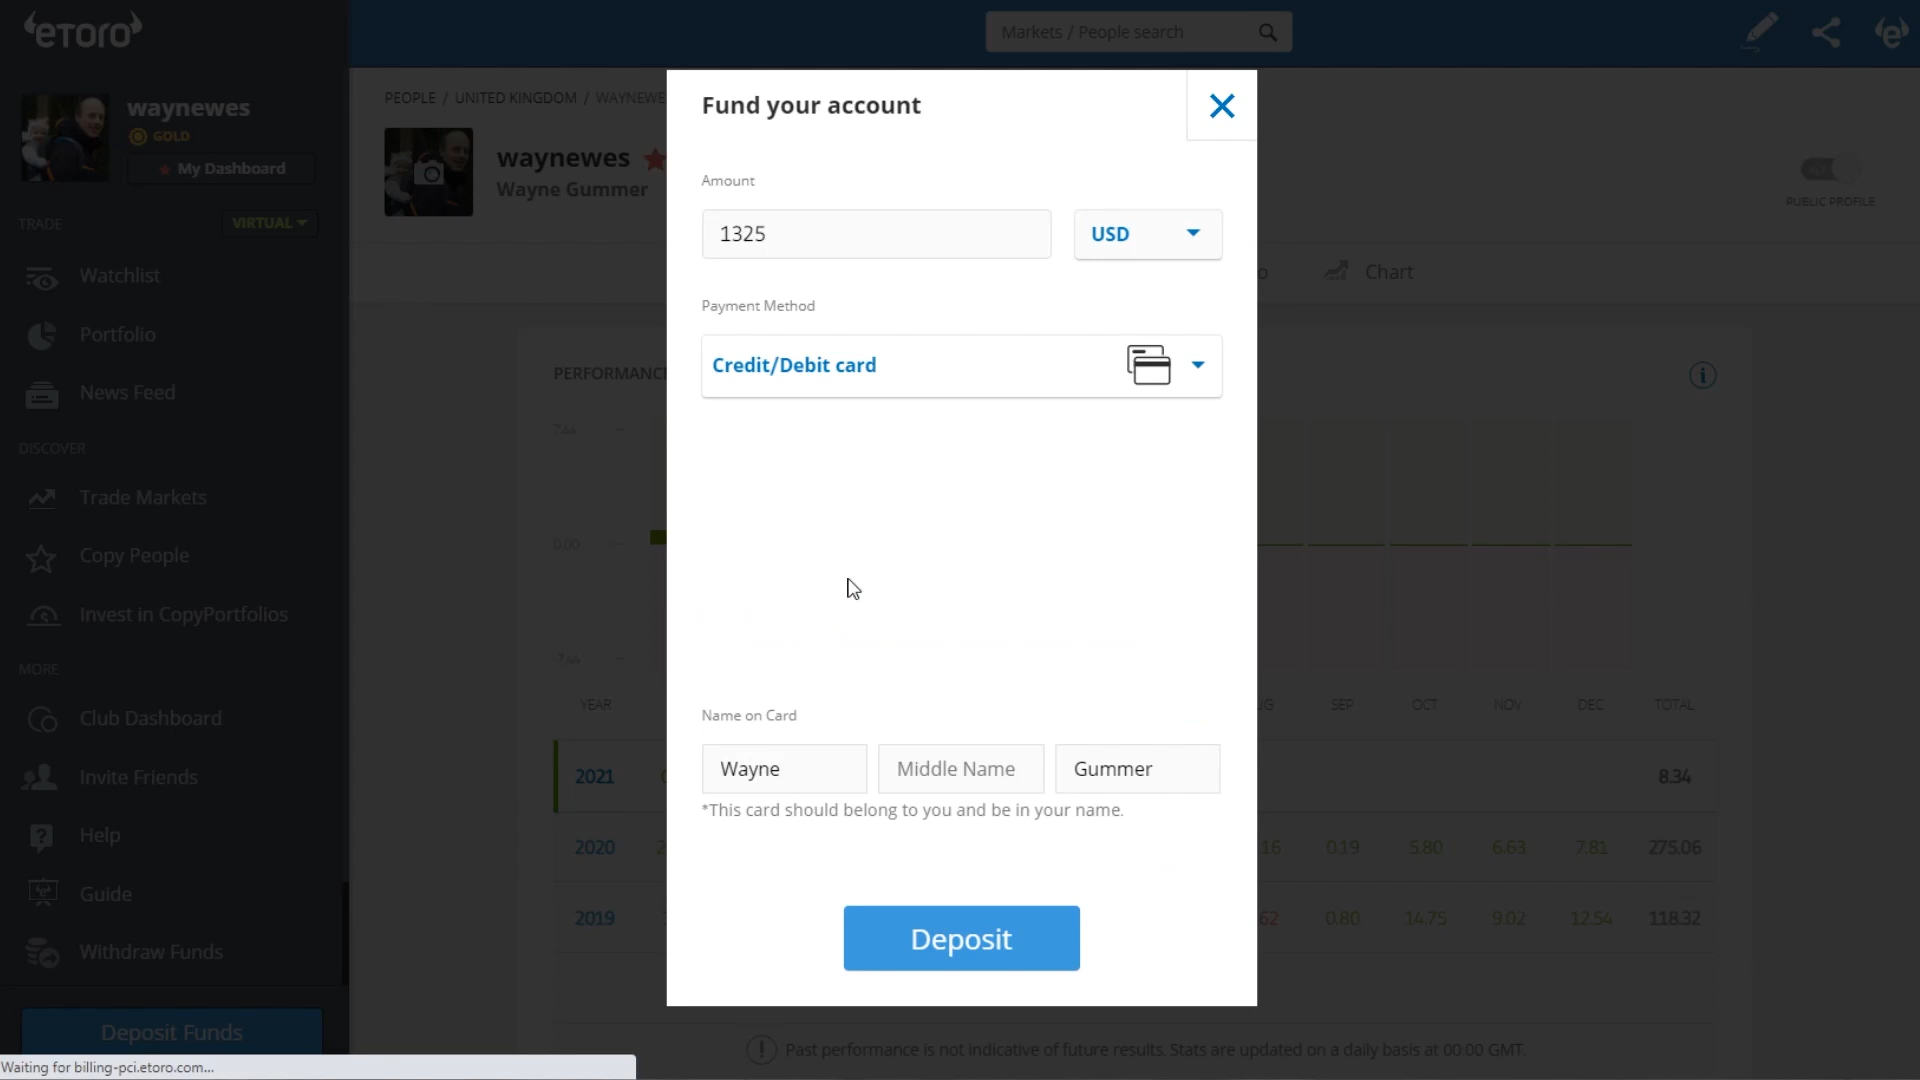 eToro
Markets / People search
waynewes
GOLD
My Dashboard
TRADE
VIRTUAL
Watchlist
Portfolio
News Feed
DISCOVER
Trade Markets
Copy People
Invest in CopyPortfolios
MORE
Club Dashboard
Invite Friends
Help
Guide
Withdraw Funds
Deposit Funds
Waiting for billing-pci.etoro.com...
PEOPLE / UNITED KINGDOM / WAYNEWE
waynewes
Wayne Gummer
PUBLIC PROFILE
Chart
Fund your account
Amount
1325 USD
Payment Method
Credit/Debit card
Name on Card
Wayne Middle Name Gummer
*This card should belong to you and be in your name.
Deposit
PERFORMANC
0.00
YEAR SEP OCT NOV DEC TOTAL
2021 8.34
2020 0.19 5.80 6.63 7.81 275.06
2019 0.80 14.75 9.02 12.54 118.32
Past performance is not indicative of future results. Stats are updated on a daily basis at 00:00 GMT.